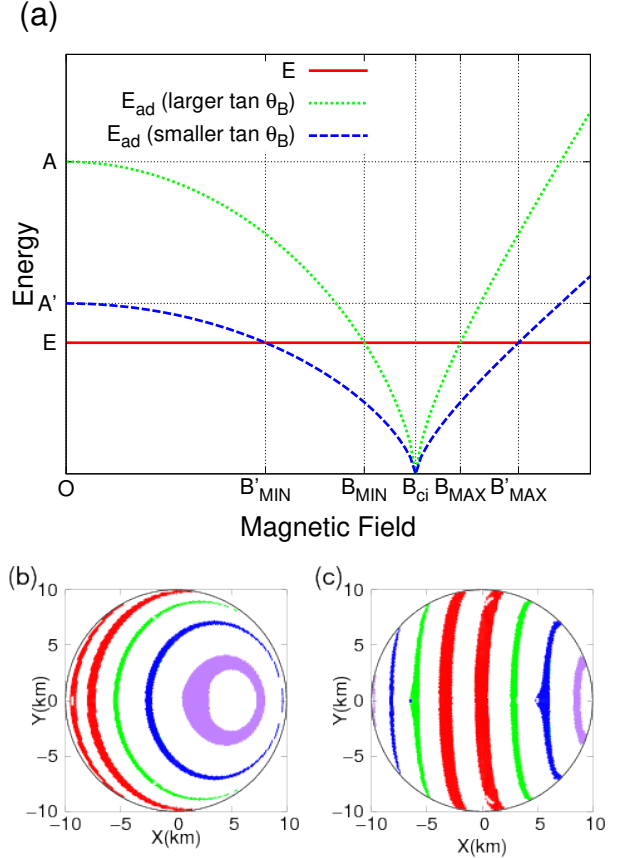 (a)
E
E_ad (larger tan θ_B)
E_ad (smaller tan θ_B)
Energy
A
A'
E
O
B'_MIN
B_MIN
B_ci
B_MAX
B'_MAX
Magnetic Field
(b)
10
5
0
−5
−10
Y(km)
−10
−5
0
5
10
X(km)
(c)
10
5
0
−5
−10
Y(km)
−10
−5
0
5
10
X(km)